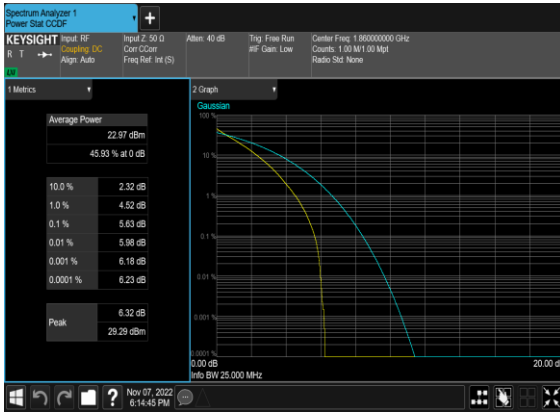 Spectrum Analyzer 1
Power Stat CCDF
KEYSIGHT
R T
LV
Input: RF
Coupling: DC
Align: Auto
Input Z: 50 Ω
Corr CCorr
Freq Ref: Int (S)
Atten: 40 dB
Trig: Free Run
#IF Gain: Low
Center Freq: 1.860000000 GHz
Counts: 1.00 M/1.00 Mpt
Radio Std: None
1 Metrics
Average Power
22.97 dBm
45.93 % at 0 dB
10.0 % 2.32 dB
1.0 % 4.52 dB
0.1 % 5.63 dB
0.01 % 5.98 dB
0.001 % 6.18 dB
0.0001 % 6.23 dB
Peak
6.32 dB
29.29 dBm
2 Graph
Gaussian
100 %
10 %
1 %
0.1 %
0.01 %
0.001 %
0.0001 %
0.00 dB
20.00 d
Info BW 25.000 MHz
?
Nov 07, 2022
6:14:45 PM